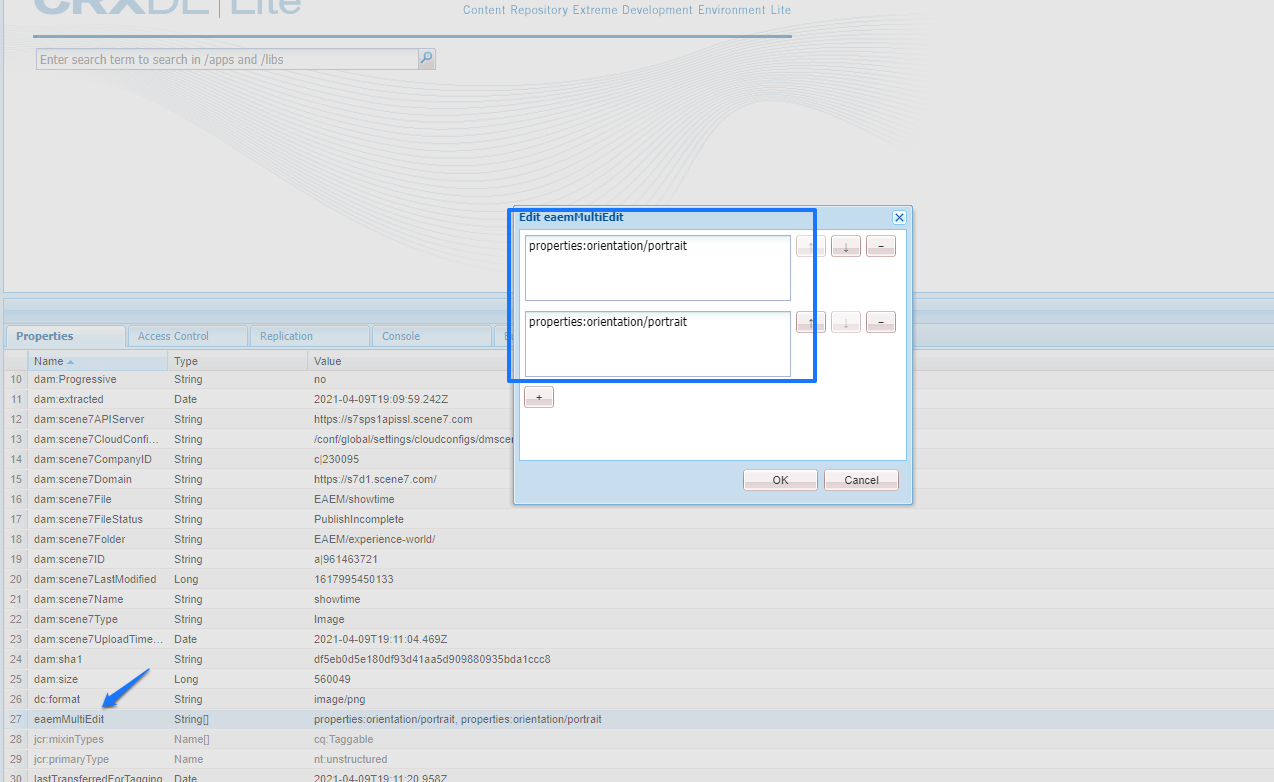 CRXDE | Lite
Content Repository Extreme Development Environment Lite
Enter search term to search in /apps and /libs
Edit eaemMultiEdit
properties:orientation/portrait
↑ ↓ −
properties:orientation/portrait
↑ ↓ −
+
OK Cancel
Properties Access Control Replication Console
Name Type Value
10 dam:Progressive String no
11 dam:extracted Date 2021-04-09T19:09:59.242Z
12 dam:scene7APIServer String https://s7sps1apissl.scene7.com
13 dam:scene7CloudConfi... String /conf/global/settings/cloudconfigs/dmscen
14 dam:scene7CompanyID String c|230095
15 dam:scene7Domain String https://s7d1.scene7.com/
16 dam:scene7File String EAEM/showtime
17 dam:scene7FileStatus String PublishIncomplete
18 dam:scene7Folder String EAEM/experience-world/
19 dam:scene7ID String a|961463721
20 dam:scene7LastModified Long 1617995450133
21 dam:scene7Name String showtime
22 dam:scene7Type String Image
23 dam:scene7UploadTime... Date 2021-04-09T19:11:04.469Z
24 dam:sha1 String df5eb0d5e180df93d41aa5d909880935bda1ccc8
25 dam:size Long 560049
26 dc:format String image/png
27 eaemMultiEdit String[] properties:orientation/portrait, properties:orientation/portrait
28 jcr:mixinTypes Name[] cq:Taggable
29 jcr:primaryType Name nt:unstructured
30 lastTransferredForTagging Date 2021-04-09T19:11:20.958Z